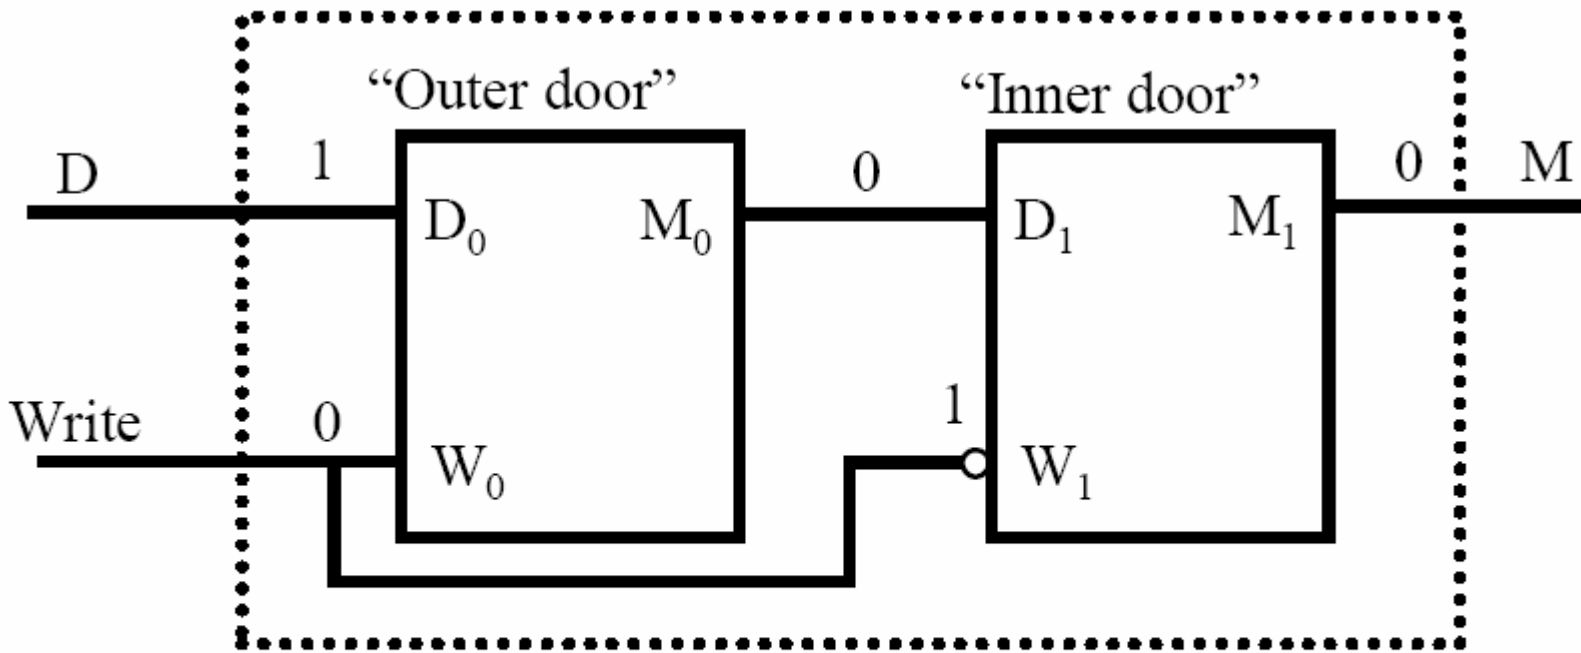 “Outer door” “Inner door”
D 1 0 0 M
D₀ M₀ D₁ M₁
Write 0 1
W₀ W₁